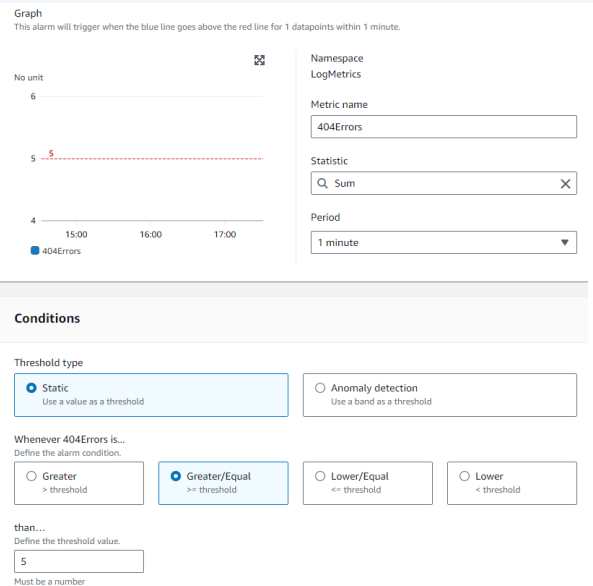 Graph
This alarm will trigger when the blue line goes above the red line for 1 datapoints within 1 minute.
No unit
6
5
5
4
15:00 16:00 17:00
404Errors
Namespace
LogMetrics
Metric name
404Errors
Statistic
Sum
Period
1 minute
Conditions
Threshold type
Static
Use a value as a threshold
Anomaly detection
Use a band as a threshold
Whenever 404Errors is...
Define the alarm condition.
Greater
> threshold
Greater/Equal
>= threshold
Lower/Equal
<= threshold
Lower
< threshold
than...
Define the threshold value.
5
Must be a number